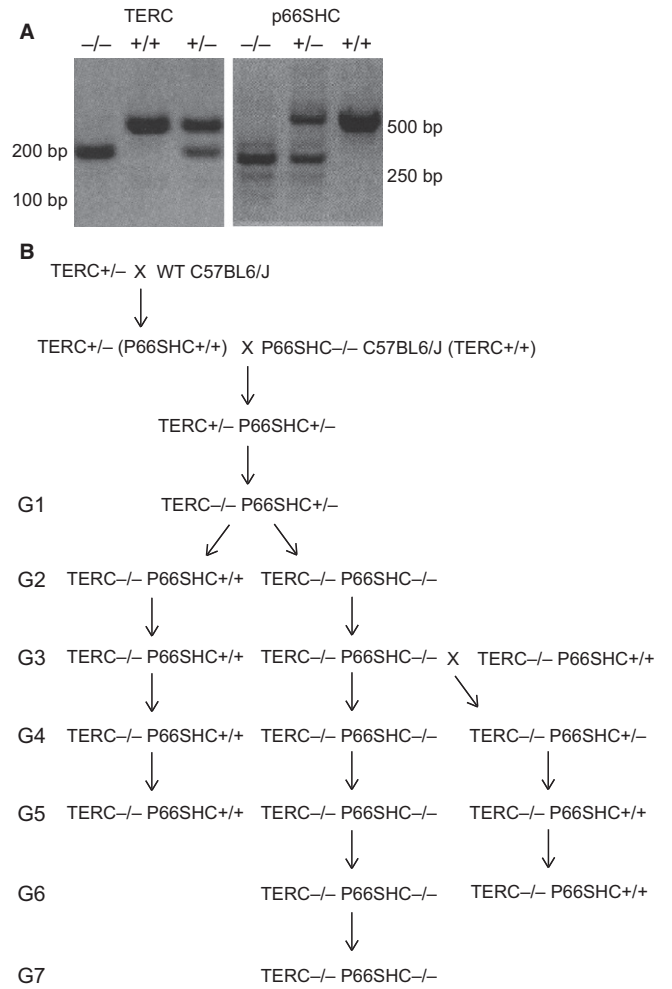 A
TERC p66SHC
–/– +/+ +/– –/– +/– +/+
500 bp
200 bp
250 bp
100 bp
B
TERC+/– X WT C57BL6/J
TERC+/– (P66SHC+/+) X P66SHC–/– C57BL6/J (TERC+/+)
TERC+/– P66SHC+/–
G1 TERC–/– P66SHC+/–
G2 TERC–/– P66SHC+/+ TERC–/– P66SHC–/–
G3 TERC–/– P66SHC+/+ TERC–/– P66SHC–/– X TERC–/– P66SHC+/+
G4 TERC–/– P66SHC+/+ TERC–/– P66SHC–/– TERC–/– P66SHC+/–
G5 TERC–/– P66SHC+/+ TERC–/– P66SHC–/– TERC–/– P66SHC+/+
G6 TERC–/– P66SHC–/– TERC–/– P66SHC+/+
G7 TERC–/– P66SHC–/–